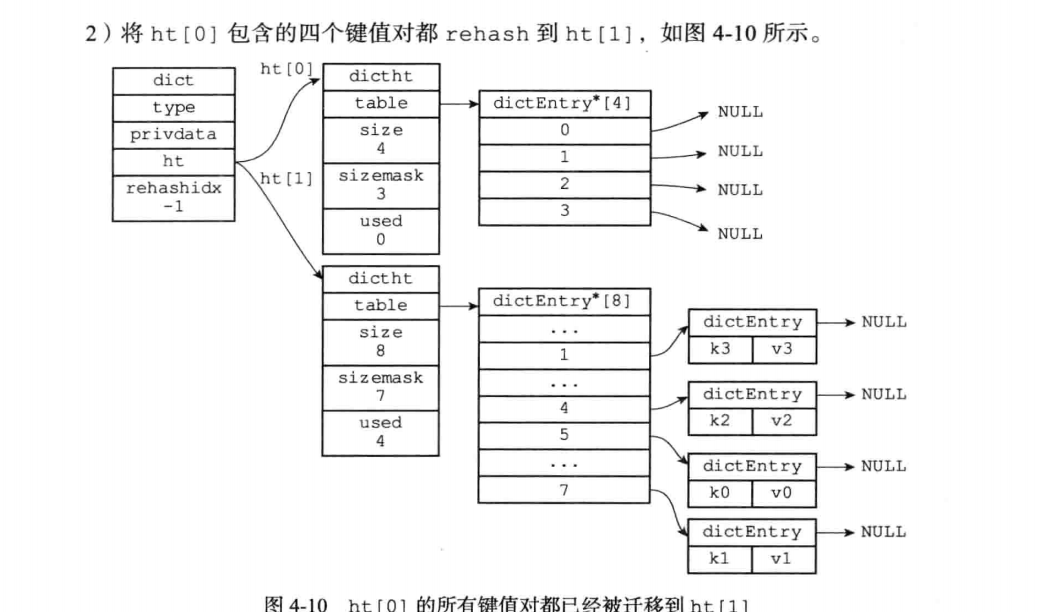 2）将 ht[0] 包含的四个键值对都 rehash 到 ht[1]，如图 4-10 所示。
ht[0]
dict
type
privdata
ht
rehashidx
-1
dictht
table
size
4
sizemask
3
used
0
dictEntry*[4]
0
1
2
3
NULL
NULL
NULL
NULL
ht[1]
dictht
table
size
8
sizemask
7
used
4
dictEntry*[8]
...
1
...
4
5
...
7
dictEntry
k3 v3
NULL
dictEntry
k2 v2
NULL
dictEntry
k0 v0
NULL
dictEntry
k1 v1
NULL
图 4-10 ht[0] 的所有键值对都已经被迁移到 ht[1]